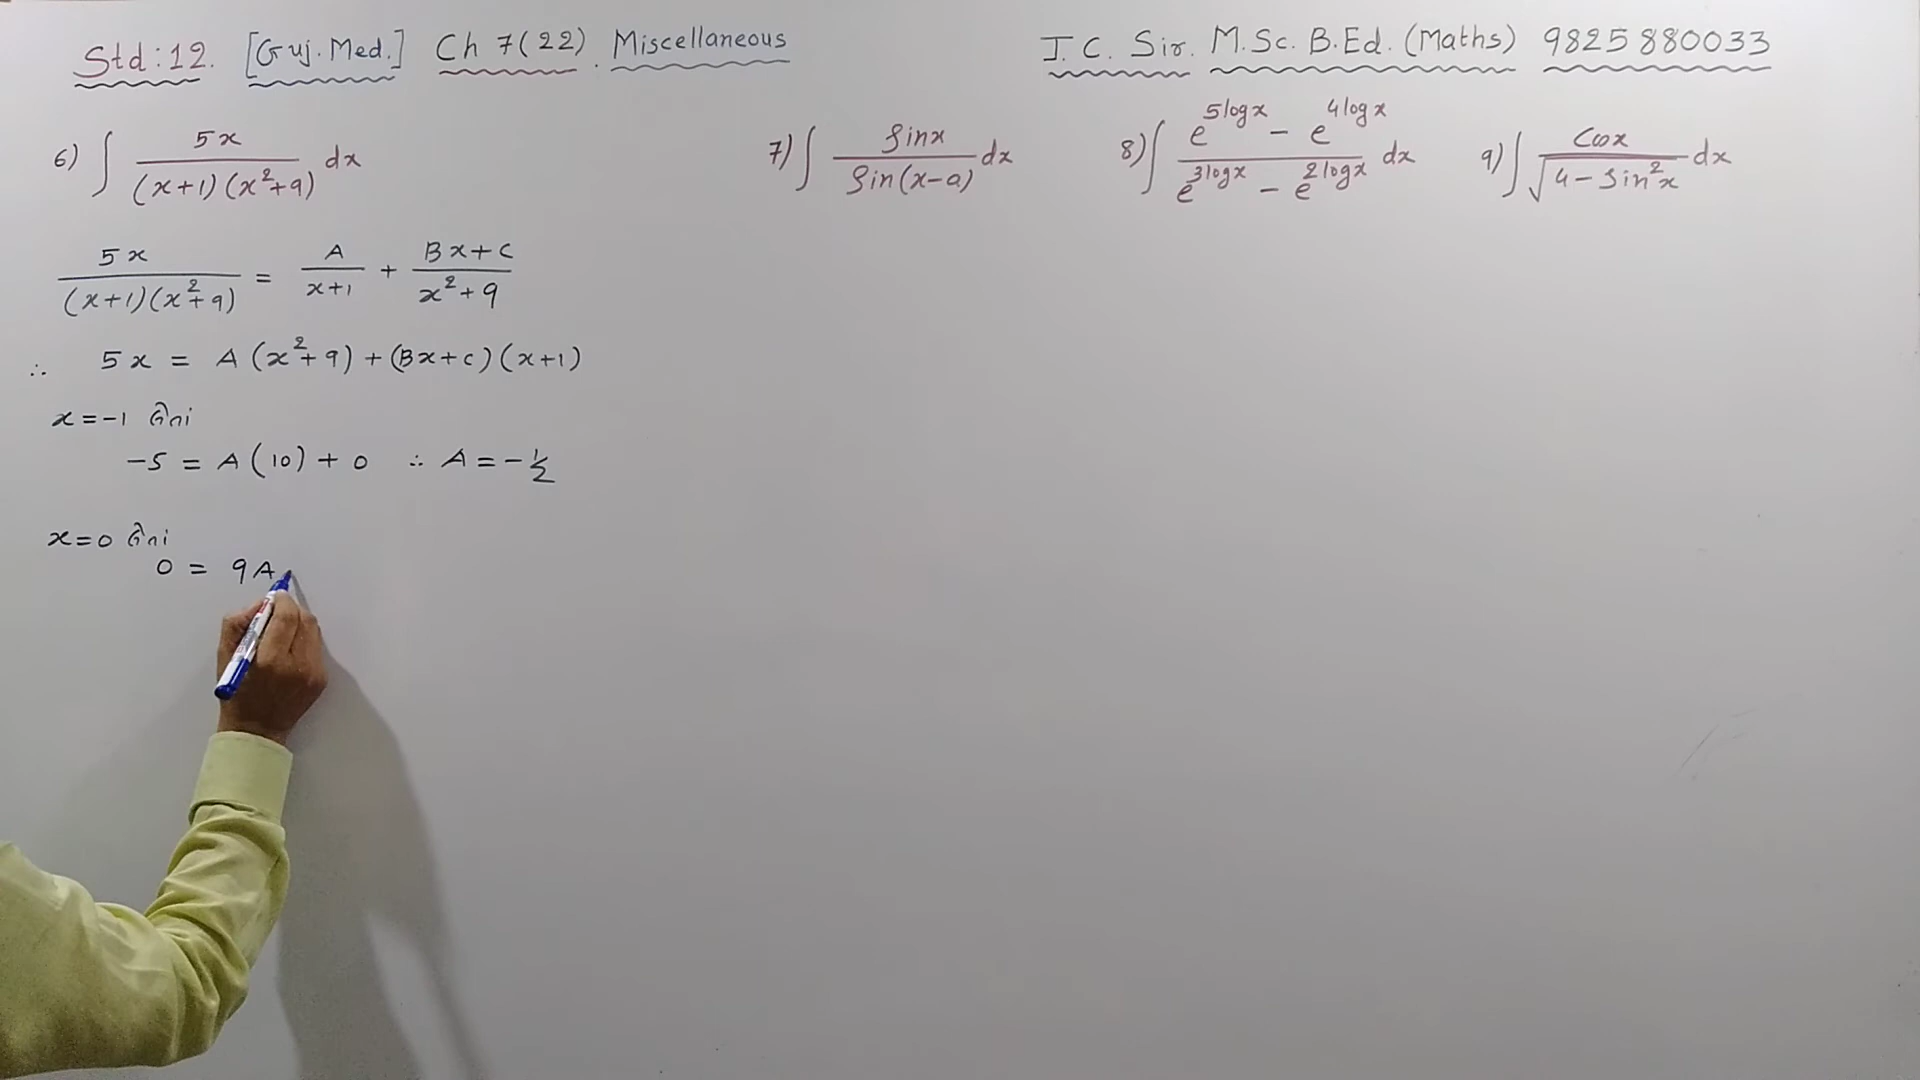 Std:12. [Guj. Med.] Ch 7(22). Miscellaneous
I. C. Sir. M.Sc. B.Ed. (Maths) 9825880033
6) ∫ 5x / (x+1)(x²+9) dx
7) ∫ Sinx / Sin(x-a) dx
8) ∫ e^5logx - e^4logx / e^3logx - e^2logx dx
9) ∫ Cosx / √4-Sin²x dx
5x / (x+1)(x²+9) = A / x+1 + Bx+C / x²+9
∴ 5x = A(x²+9) + (Bx+C)(x+1)
x=-1 લેતાં
-5 = A(10) + 0 ∴ A = -1/2
x=0 લેતાં
0 = 9A